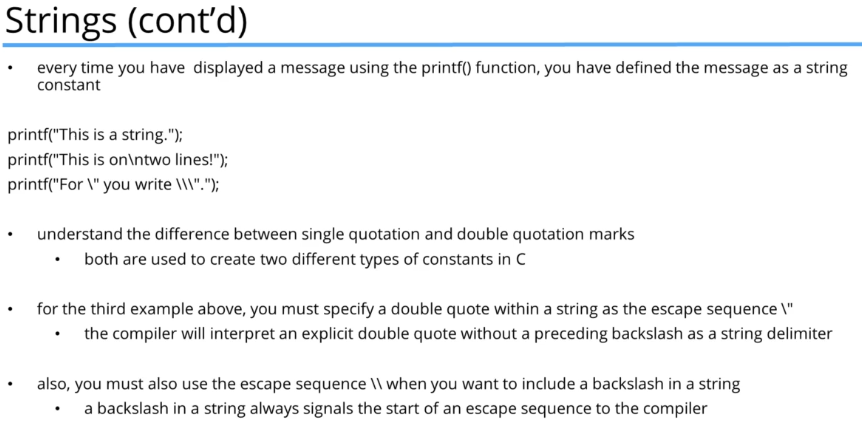 Strings (cont’d)
• every time you have displayed a message using the printf() function, you have defined the message as a string
constant
printf("This is a string.");
printf("This is on\ntwo lines!");
printf("For \" you write \\\".");
• understand the difference between single quotation and double quotation marks
• both are used to create two different types of constants in C
• for the third example above, you must specify a double quote within a string as the escape sequence \"
• the compiler will interpret an explicit double quote without a preceding backslash as a string delimiter
• also, you must also use the escape sequence \\ when you want to include a backslash in a string
• a backslash in a string always signals the start of an escape sequence to the compiler